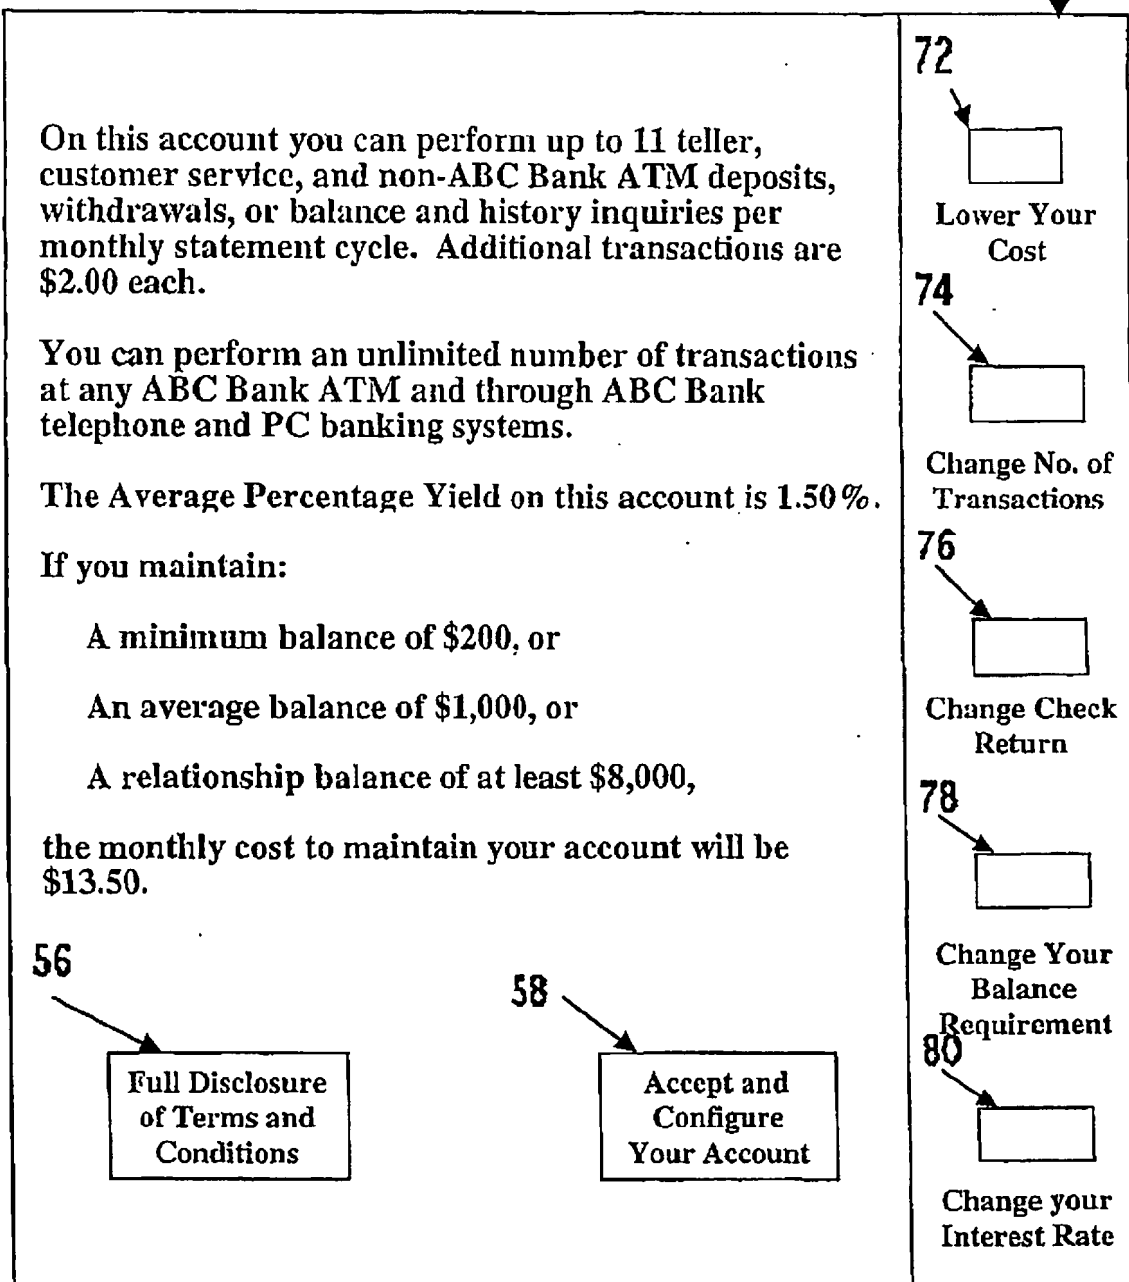 On this account you can perform up to 11 teller,
customer service, and non-ABC Bank ATM deposits,
withdrawals, or balance and history inquiries per
monthly statement cycle. Additional transactions are
$2.00 each.
You can perform an unlimited number of transactions
at any ABC Bank ATM and through ABC Bank
telephone and PC banking systems.
The Average Percentage Yield on this account is 1.50%.
If you maintain:
A minimum balance of $200, or
An average balance of $1,000, or
A relationship balance of at least $8,000,
the monthly cost to maintain your account will be
$13.50.
56
Full Disclosure
of Terms and
Conditions
58
Accept and
Configure
Your Account
72
Lower Your
Cost
74
Change No. of
Transactions
76
Change Check
Return
78
Change Your
Balance
Requirement
80
Change your
Interest Rate